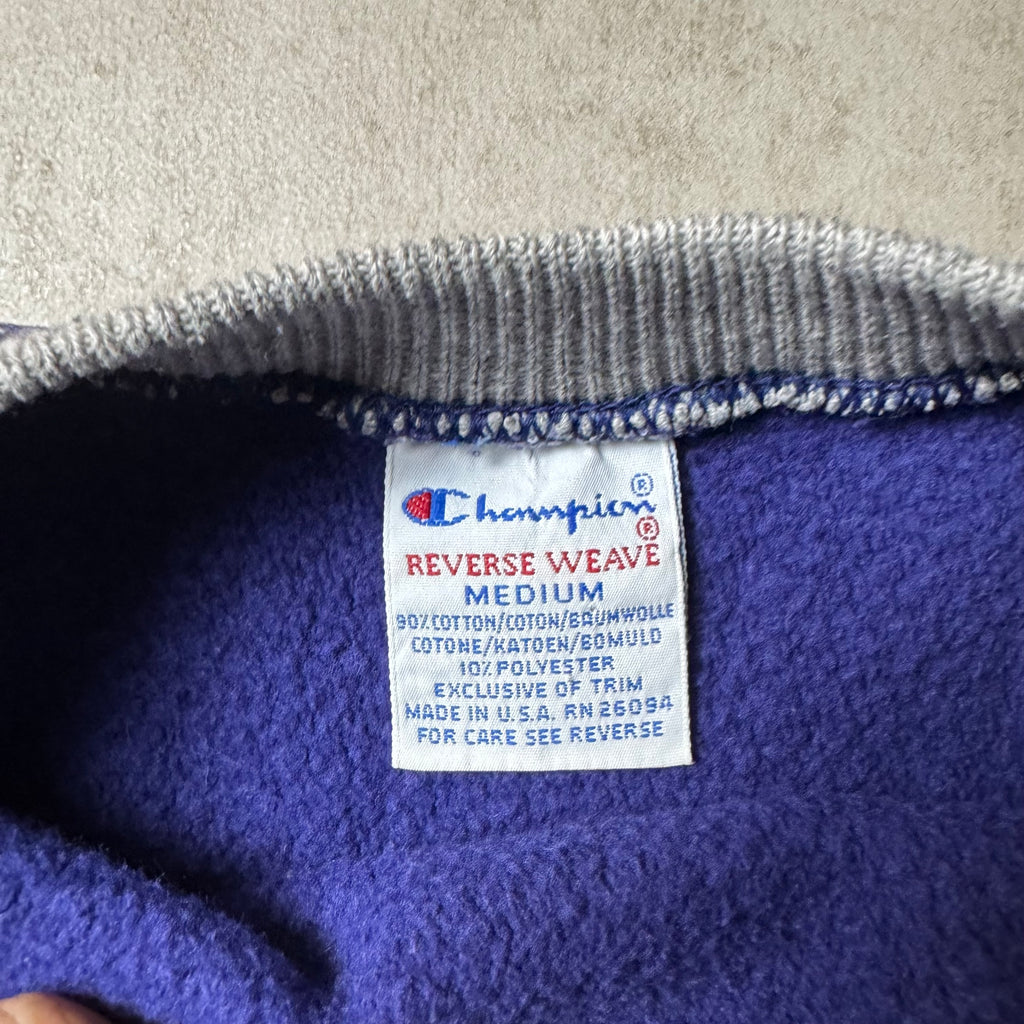 Champion®
REVERSE WEAVE®
MEDIUM
90% COTTON/COTON/BAUMWOLLE
COTONE/KATOEN/BOMULD
10% POLYESTER
EXCLUSIVE OF TRIM
MADE IN U.S.A. RN 26094
FOR CARE SEE REVERSE